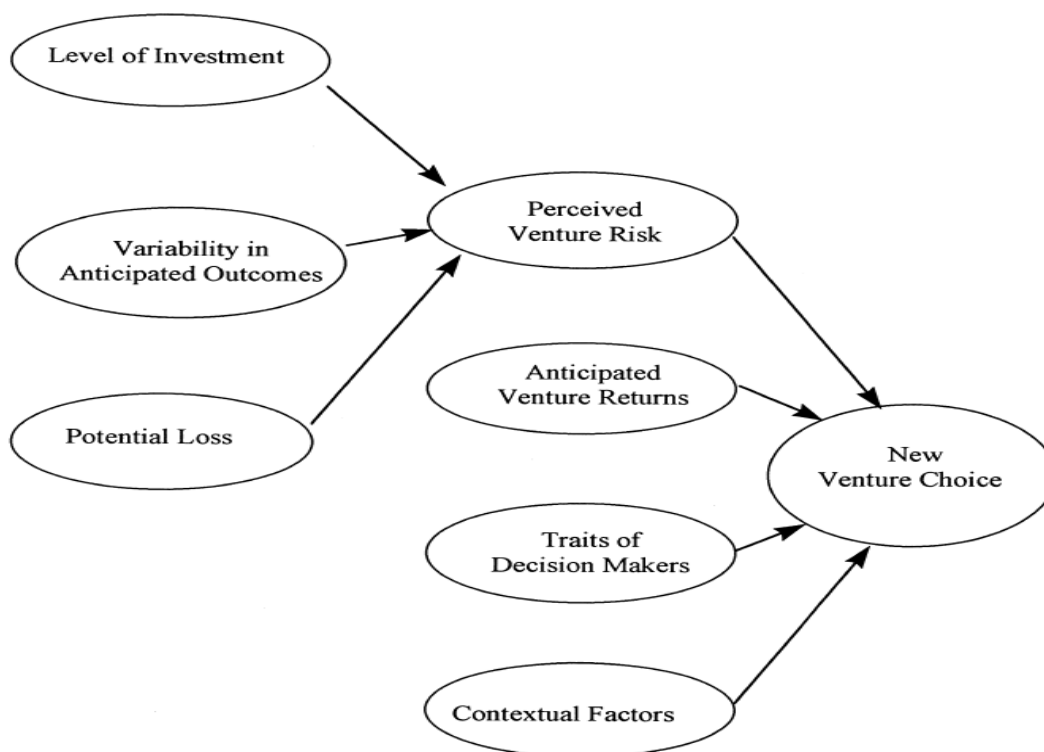 Level of Investment
Perceived
Venture Risk
Variability in
Anticipated Outcomes
Anticipated
Venture Returns
Potential Loss
New
Venture Choice
Traits of
Decision Makers
Contextual Factors